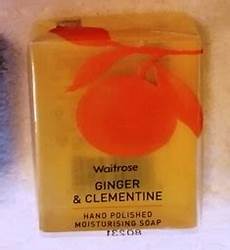 Waitrose
GINGER
& CLEMENTINE
HAND POLISHED
MOISTURISING SOAP